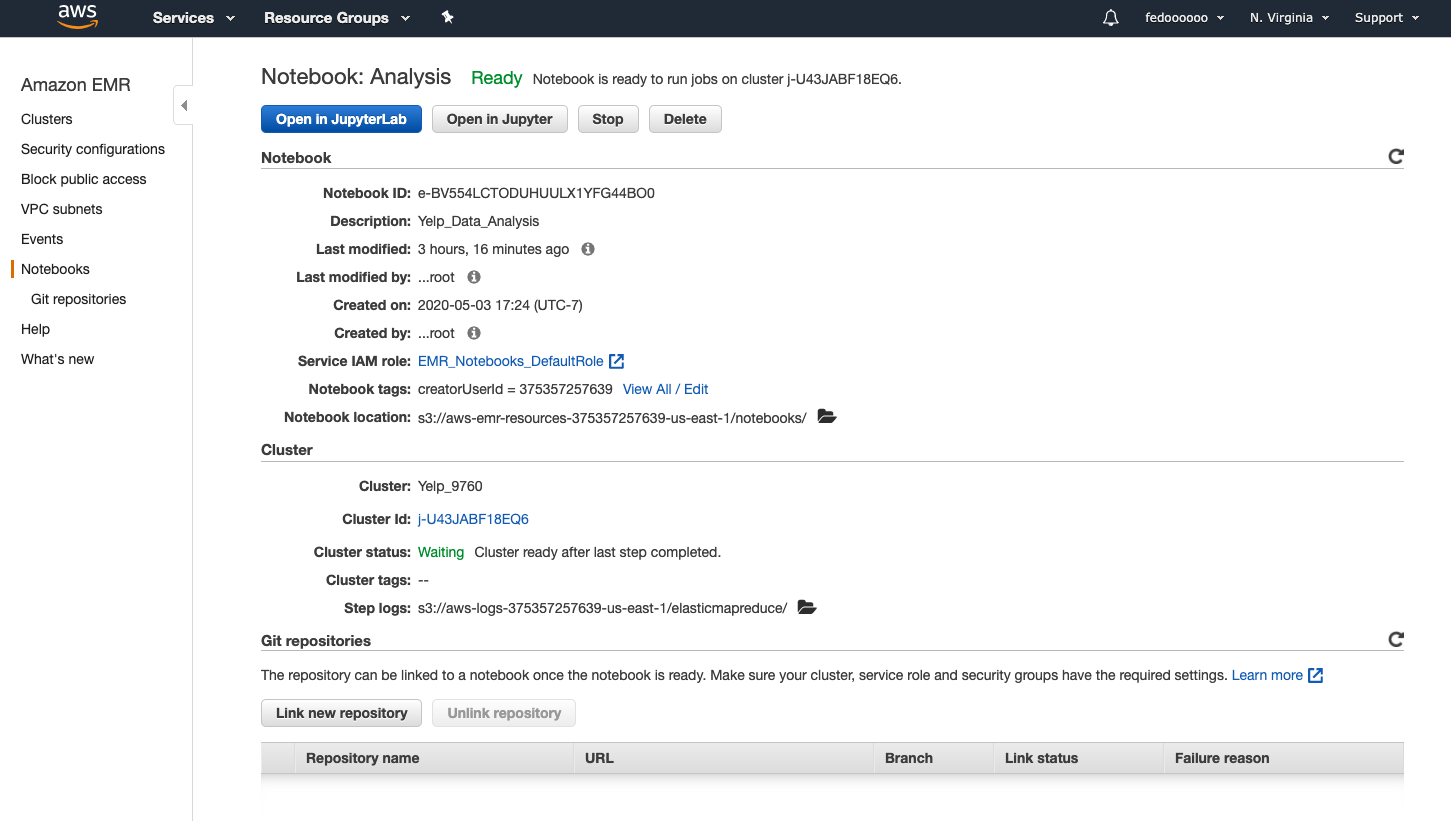 aws Services Resource Groups fedoooooo N. Virginia Support
Amazon EMR
Clusters
Security configurations
Block public access
VPC subnets
Events
Notebooks
Git repositories
Help
What's new
Notebook: Analysis Ready Notebook is ready to run jobs on cluster j-U43JABF18EQ6.
Open in JupyterLab Open in Jupyter Stop Delete
Notebook
Notebook ID: e-BV554LCTODUHUULX1YFG44BO0
Description: Yelp_Data_Analysis
Last modified: 3 hours, 16 minutes ago
Last modified by: ...root
Created on: 2020-05-03 17:24 (UTC-7)
Created by: ...root
Service IAM role: EMR_Notebooks_DefaultRole
Notebook tags: creatorUserId = 375357257639 View All / Edit
Notebook location: s3://aws-emr-resources-375357257639-us-east-1/notebooks/
Cluster
Cluster: Yelp_9760
Cluster Id: j-U43JABF18EQ6
Cluster status: Waiting Cluster ready after last step completed.
Cluster tags: --
Step logs: s3://aws-logs-375357257639-us-east-1/elasticmapreduce/
Git repositories
The repository can be linked to a notebook once the notebook is ready. Make sure your cluster, service role and security groups have the required settings. Learn more
Link new repository Unlink repository
Repository name URL Branch Link status Failure reason